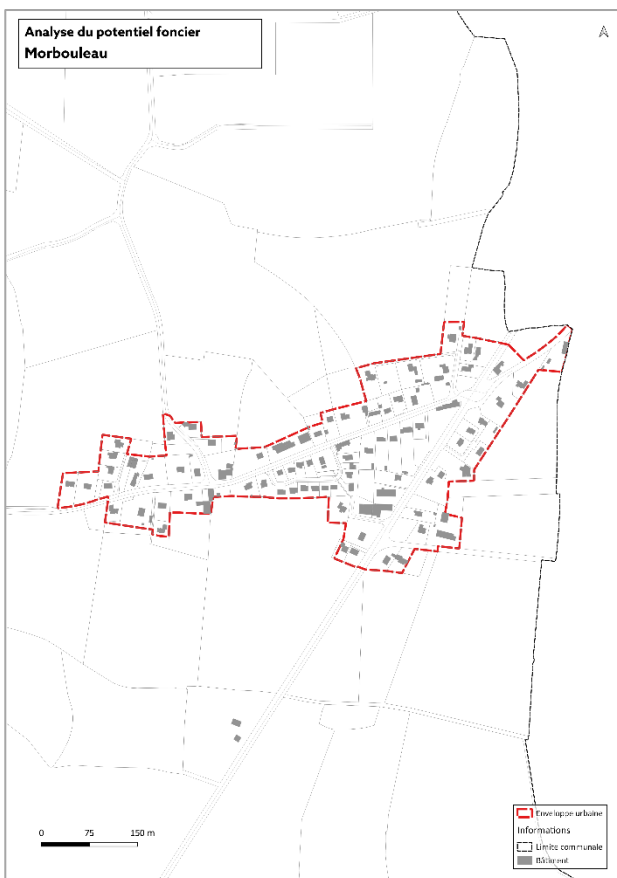 Analyse du potentiel foncier
Morbouleau
0 75 150 m
Enveloppe urbaine
Informations
Limite communale
Bâtiment